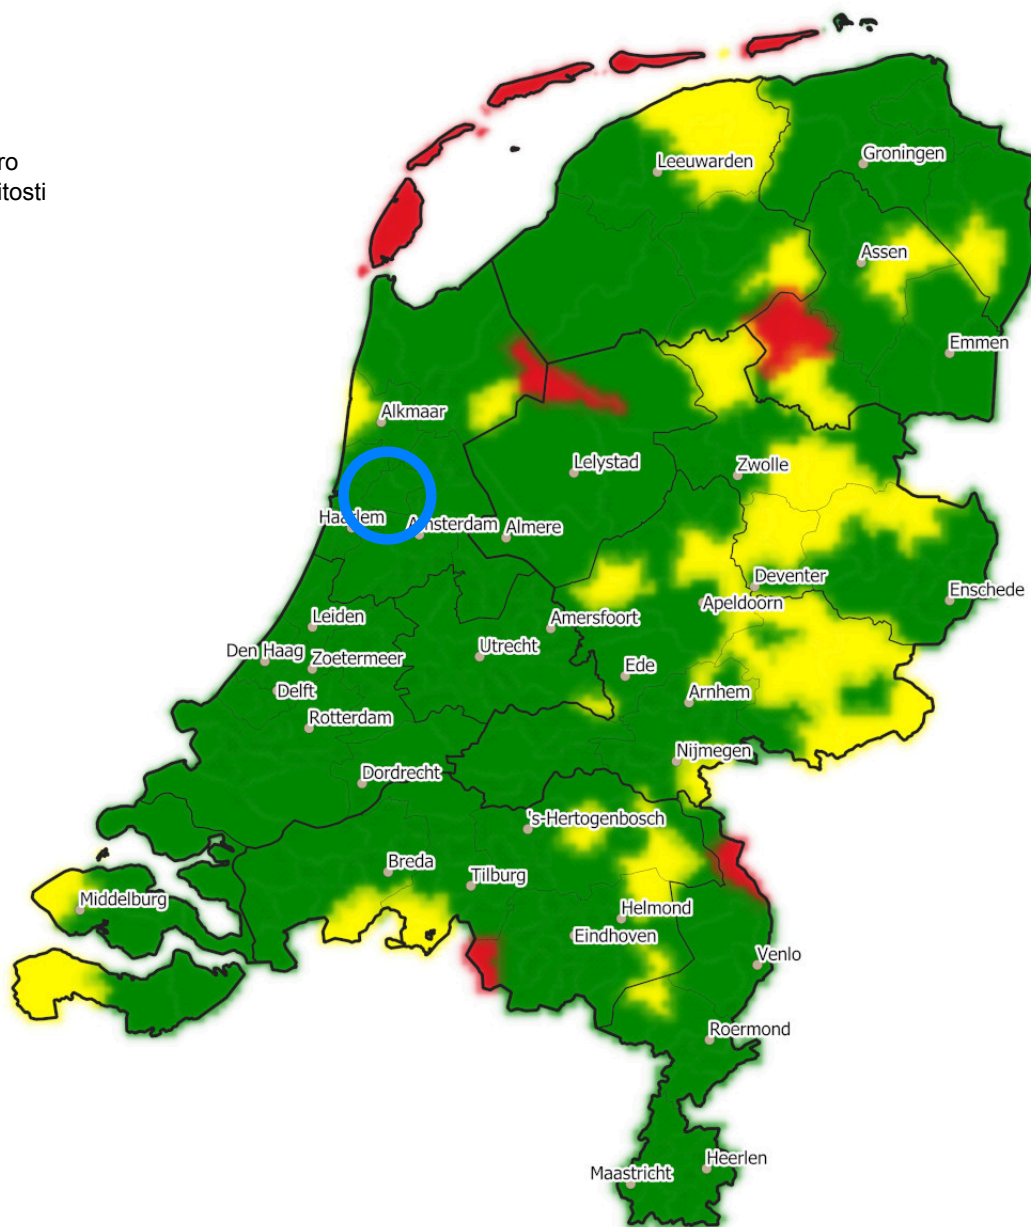 ro
itosti
Leeuwarden
Groningen
Assen
Emmen
Alkmaar
Lelystad
Zwolle
Haarlem
Amsterdam
Almere
Deventer
Apeldoorn
Enschede
Leiden
Amersfoort
Den Haag
Zoetermeer
Utrecht
Ede
Delft
Arnhem
Rotterdam
Nijmegen
Dordrecht
's-Hertogenbosch
Breda
Tilburg
Middelburg
Helmond
Eindhoven
Venlo
Roermond
Maastricht
Heerlen